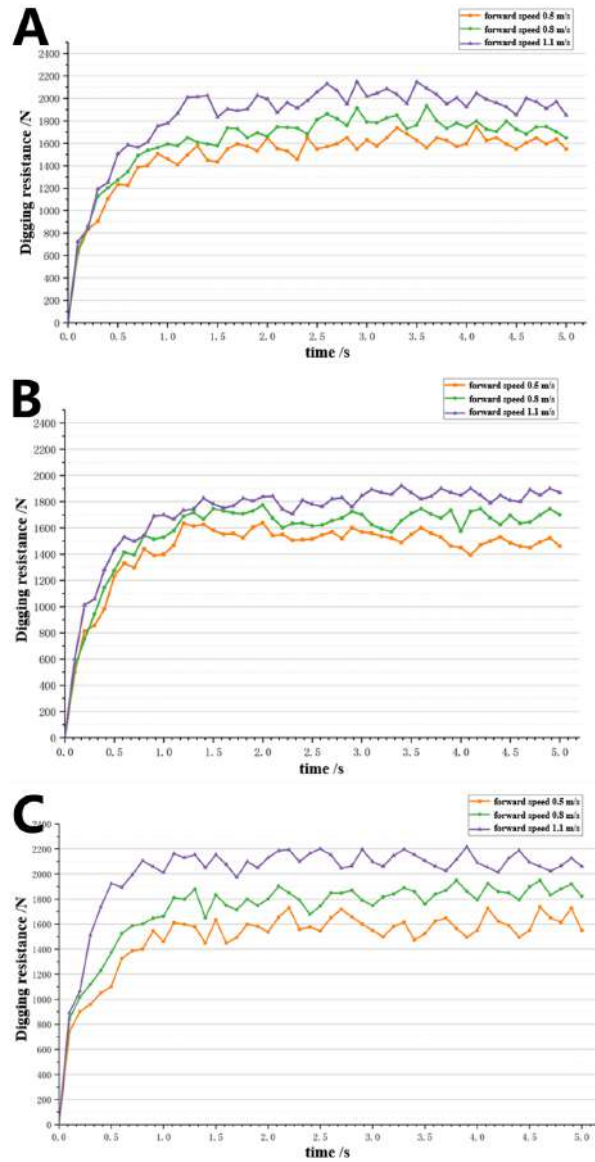 A
forward speed 0.5 m/s
forward speed 0.8 m/s
forward speed 1.1 m/s
2400
2200
2000
1800
1600
1400
1200
1000
800
600
400
200
0
Digging resistance /N
0.0 0.5 1.0 1.5 2.0 2.5 3.0 3.5 4.0 4.5 5.0
time /s
B
forward speed 0.5 m/s
forward speed 0.8 m/s
forward speed 1.1 m/s
2400
2200
2000
1800
1600
1400
1200
1000
800
600
400
200
0
Digging resistance /N
0.0 0.5 1.0 1.5 2.0 2.5 3.0 3.5 4.0 4.5 5.0
time /s
C
forward speed 0.5 m/s
forward speed 0.8 m/s
forward speed 1.1 m/s
2200
2000
1800
1600
1400
1200
1000
800
600
400
200
0
Digging resistance /N
0.0 0.5 1.0 1.5 2.0 2.5 3.0 3.5 4.0 4.5 5.0
time /s